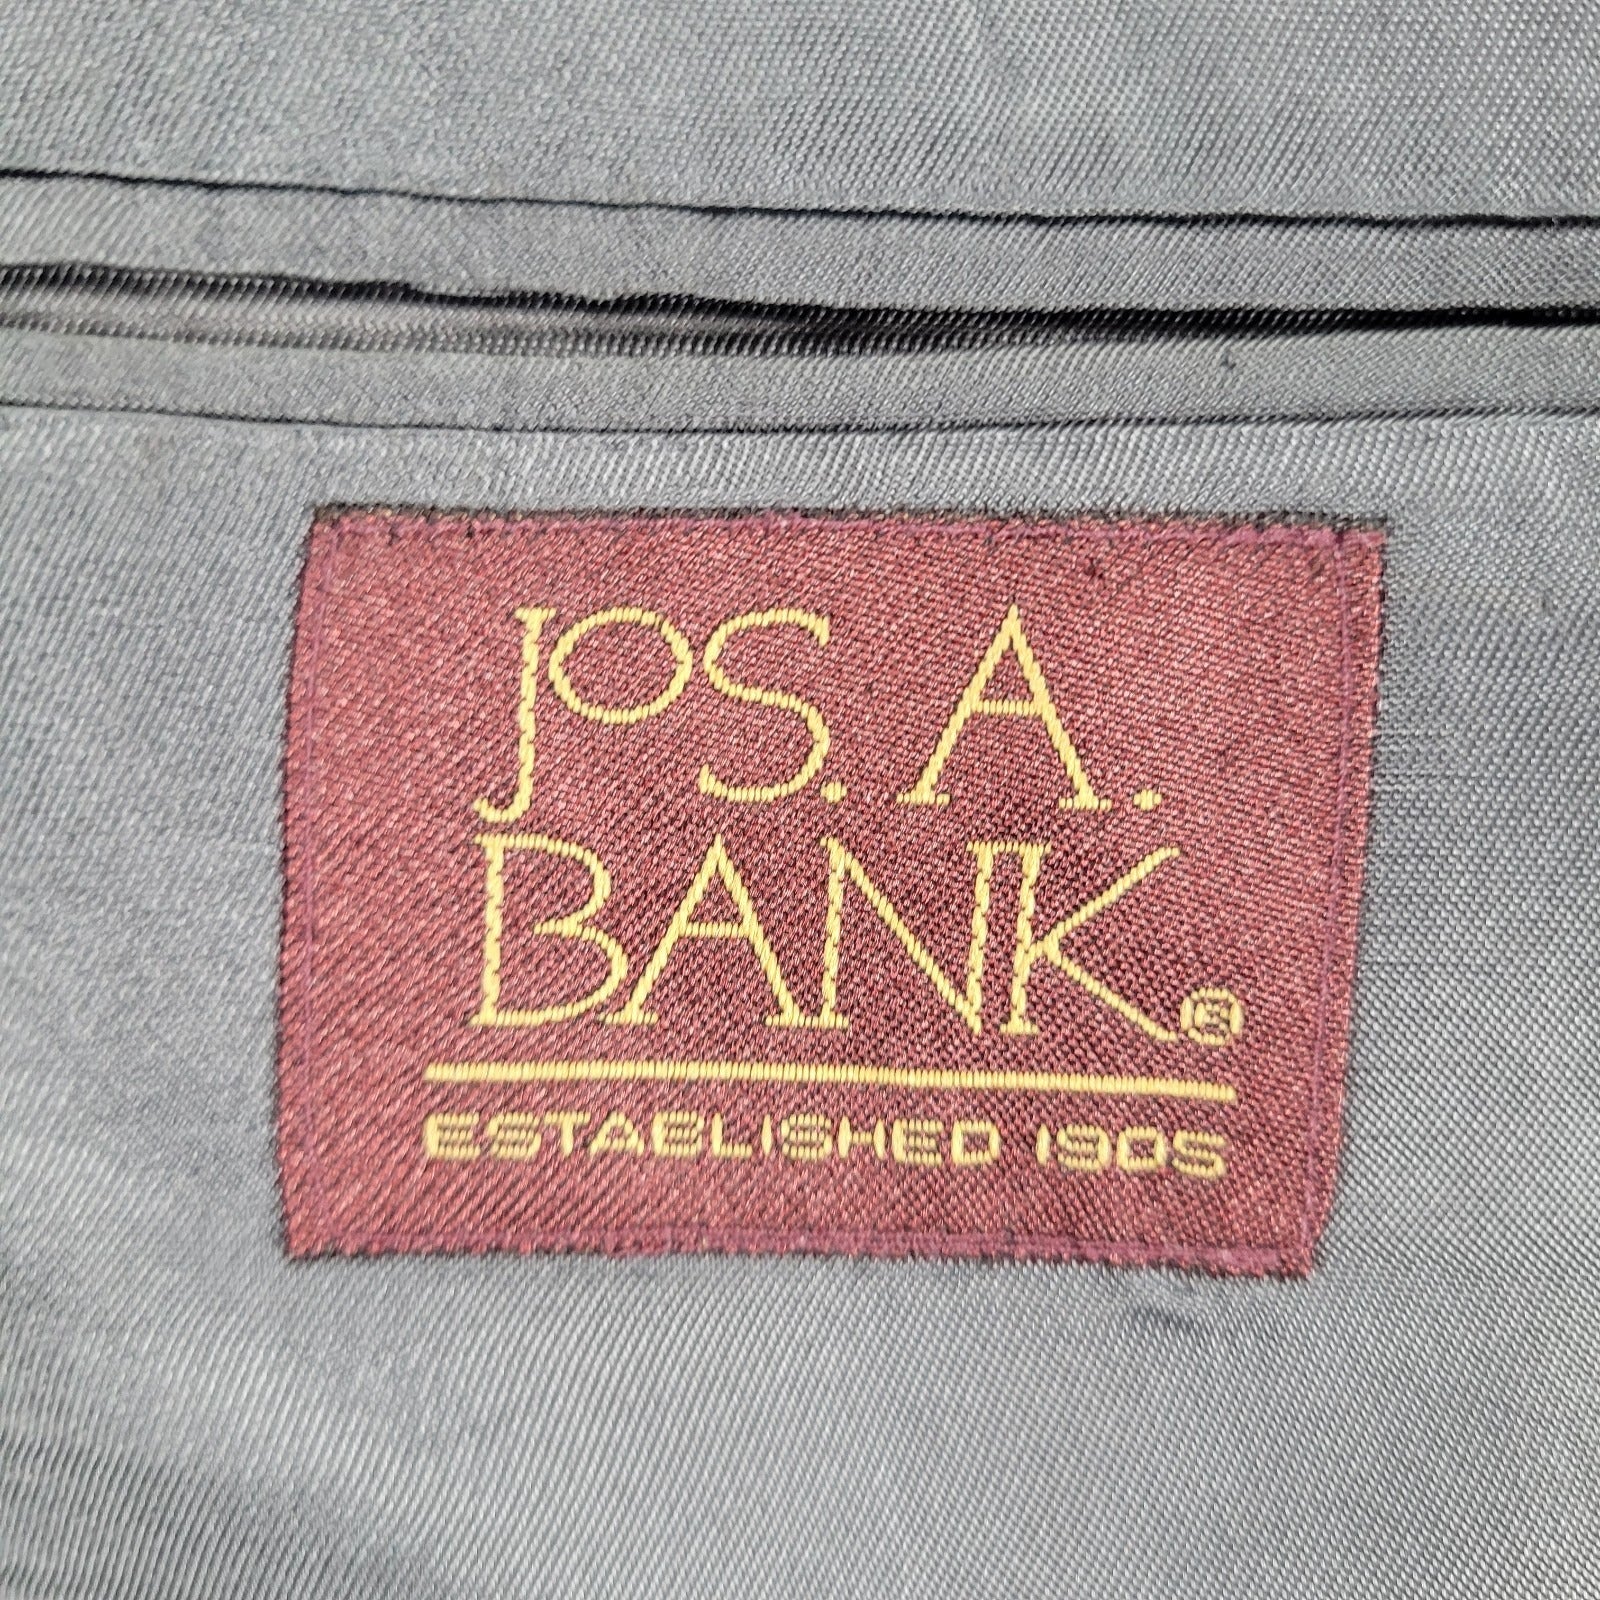 JOS. A.
BANK®
ESTABLISHED 1905